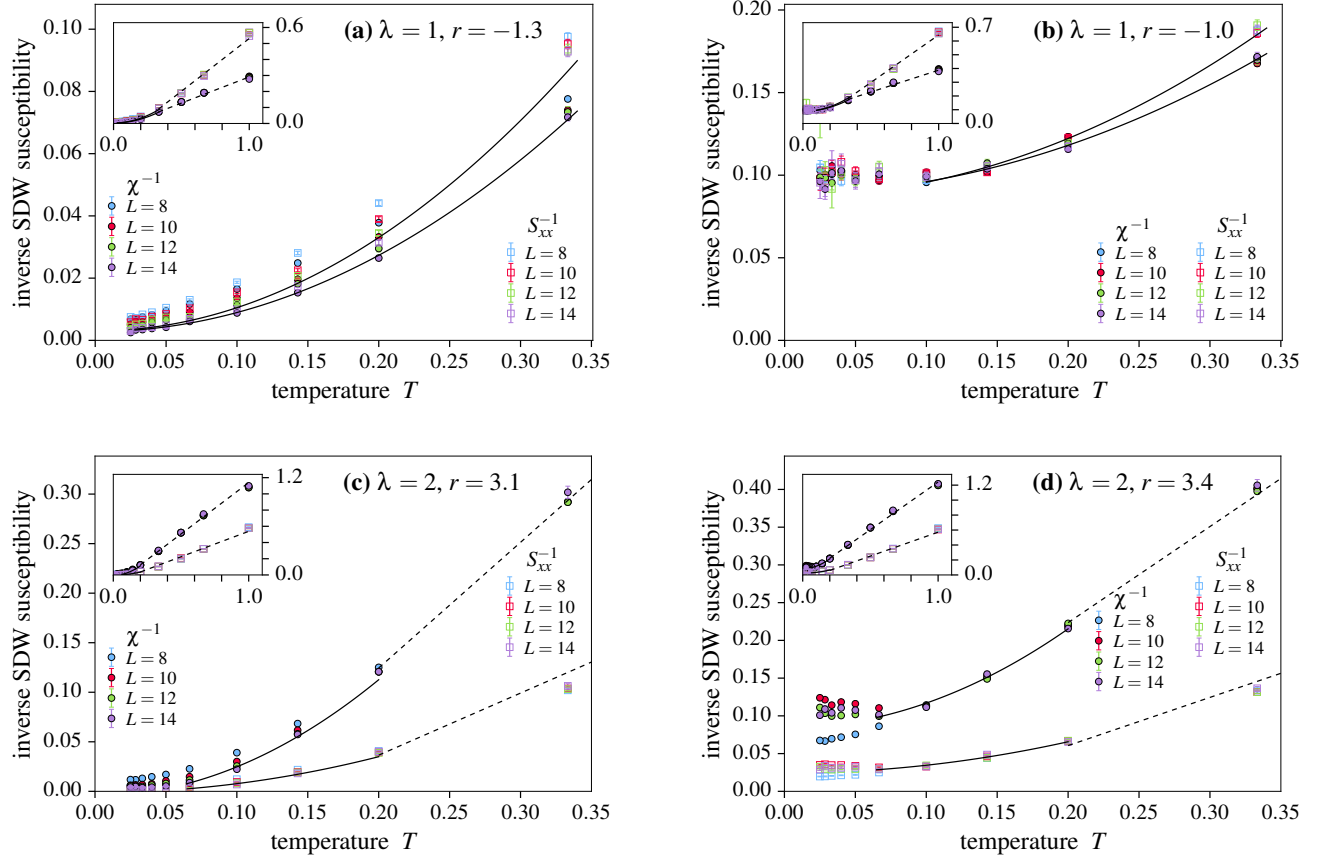 (a) λ = 1, r = −1.3
inverse SDW susceptibility
0.10
0.08
0.06
0.04
0.02
0.00
0.00 0.05 0.10 0.15 0.20 0.25 0.30 0.35
temperature T
0.6
0.0
0.0 1.0
χ⁻¹
L = 8
L = 10
L = 12
L = 14
S_xx⁻¹
L = 8
L = 10
L = 12
L = 14
(b) λ = 1, r = −1.0
inverse SDW susceptibility
0.20
0.15
0.10
0.05
0.00
0.00 0.05 0.10 0.15 0.20 0.25 0.30 0.35
temperature T
0.7
0.0
0.0 1.0
χ⁻¹
L = 8
L = 10
L = 12
L = 14
S_xx⁻¹
L = 8
L = 10
L = 12
L = 14
(c) λ = 2, r = 3.1
inverse SDW susceptibility
0.30
0.25
0.20
0.15
0.10
0.05
0.00
0.00 0.05 0.10 0.15 0.20 0.25 0.30 0.35
temperature T
1.2
0.0
0.0 1.0
χ⁻¹
L = 8
L = 10
L = 12
L = 14
S_xx⁻¹
L = 8
L = 10
L = 12
L = 14
(d) λ = 2, r = 3.4
inverse SDW susceptibility
0.40
0.35
0.30
0.25
0.20
0.15
0.10
0.05
0.00
0.00 0.05 0.10 0.15 0.20 0.25 0.30 0.35
temperature T
1.2
0.0
0.0 1.0
χ⁻¹
L = 8
L = 10
L = 12
L = 14
S_xx⁻¹
L = 8
L = 10
L = 12
L = 14